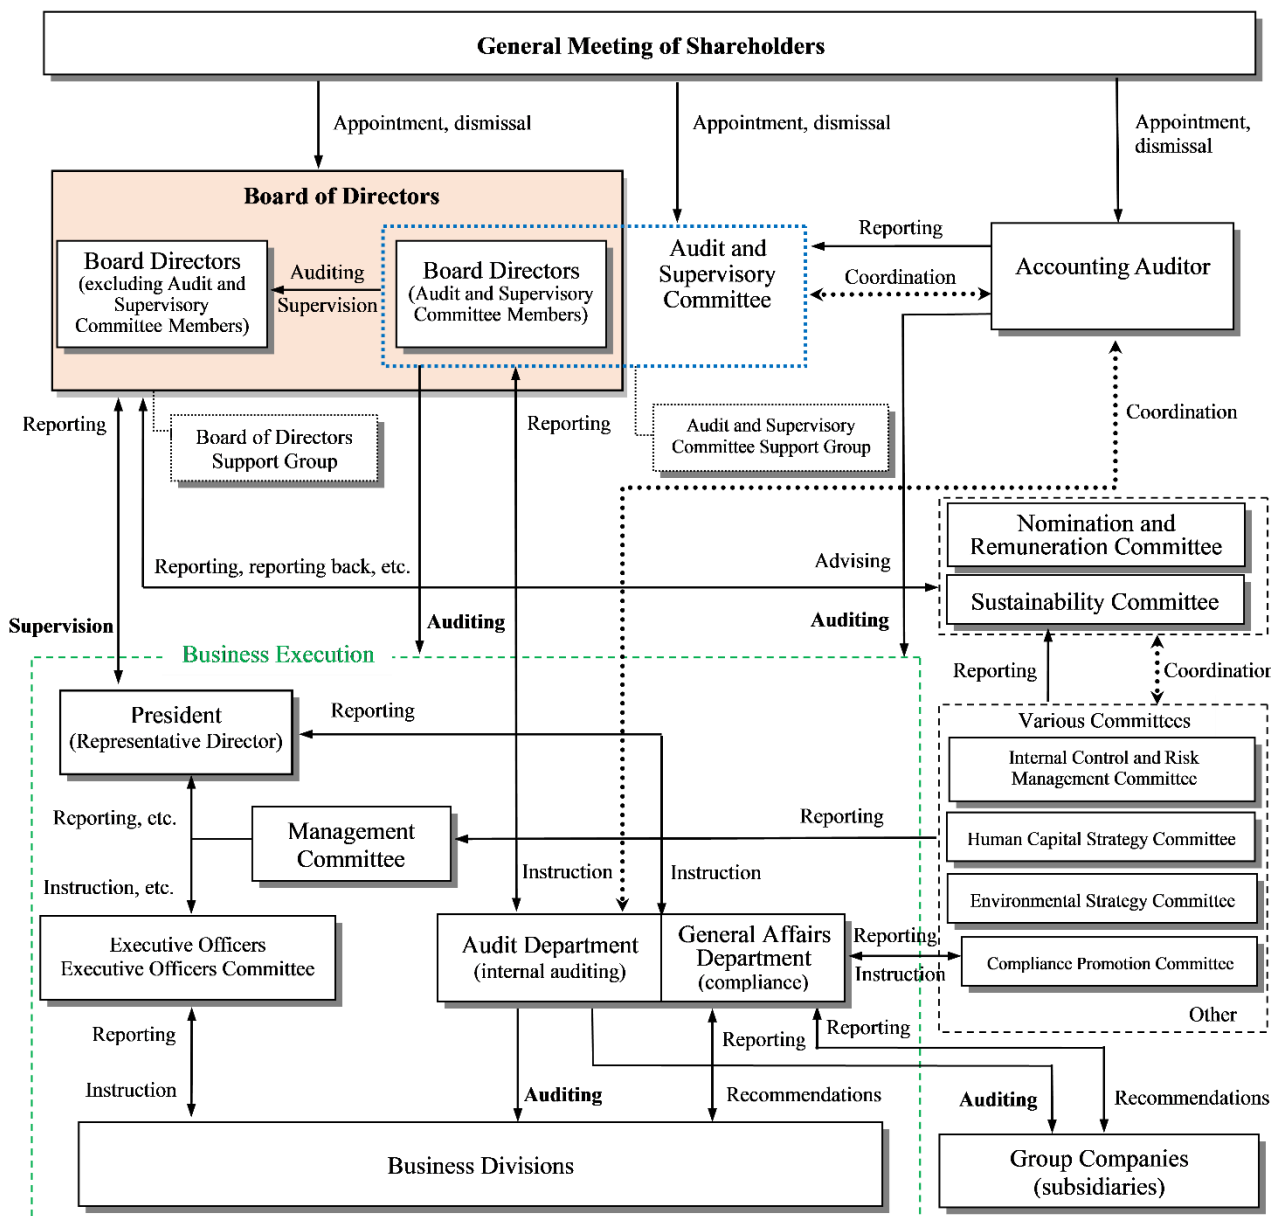 General Meeting of Shareholders
Appointment, dismissal
Appointment, dismissal
Appointment,
dismissal
Board of Directors
Board Directors
(excluding Audit and
Supervisory
Committee Members)
Auditing
Supervision
Board Directors
(Audit and Supervisory
Committee Members)
Audit and
Supervisory
Committee
Reporting
Coordination
Accounting Auditor
Reporting
Board of Directors
Support Group
Reporting
Audit and Supervisory
Committee Support Group
Coordination
Nomination and
Remuneration Committee
Sustainability Committee
Reporting, reporting back, etc.
Advising
Supervision
Auditing
Auditing
Business Execution
Reporting
Coordination
President
(Representative Director)
Reporting
Various Committees
Internal Control and Risk
Management Committee
Human Capital Strategy Committee
Environmental Strategy Committee
Compliance Promotion Committee
Other
Reporting, etc.
Management
Committee
Reporting
Instruction, etc.
Instruction
Instruction
Executive Officers
Executive Officers Committee
Audit Department
(internal auditing)
General Affairs
Department
(compliance)
Reporting
Instruction
Reporting
Instruction
Auditing
Reporting
Recommendations
Reporting
Auditing
Recommendations
Business Divisions
Group Companies
(subsidiaries)